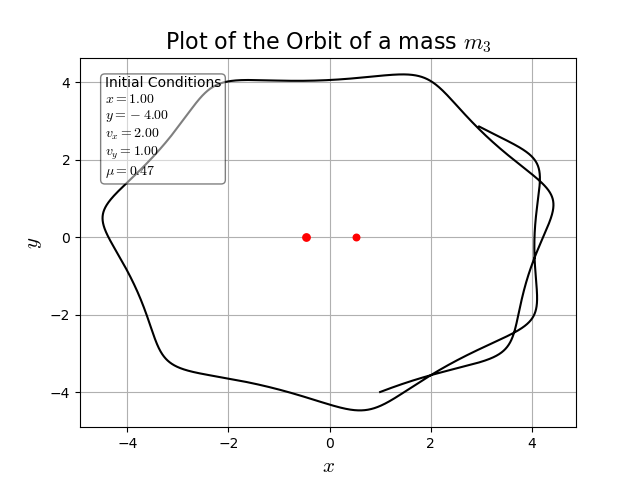 Plot of the Orbit of a mass m₃
Initial Conditions
x = 1.00
y = − 4.00
vₓ = 2.00
v_y = 1.00
μ = 0.47
4
2
0
−2
−4
y
−4
−2
0
2
4
x